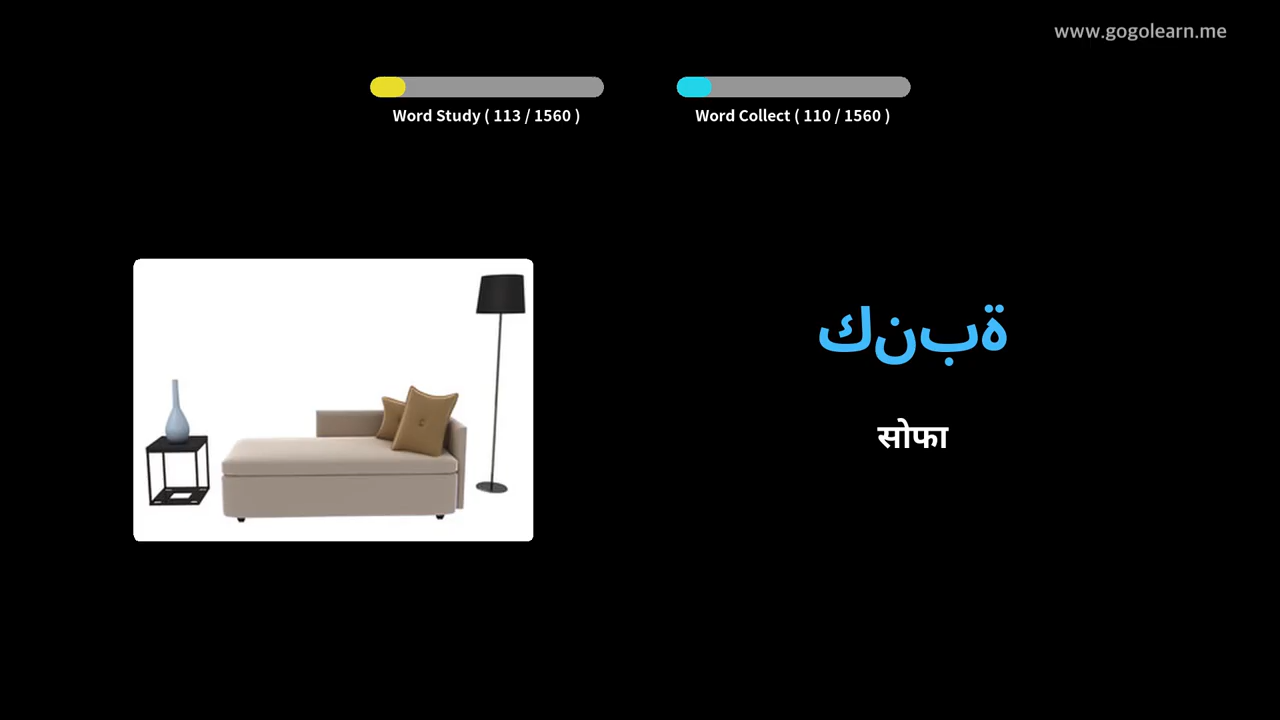 www.gogolearn.me
Word Study ( 113 / 1560 )
Word Collect ( 110 / 1560 )
كنبة
सोफा